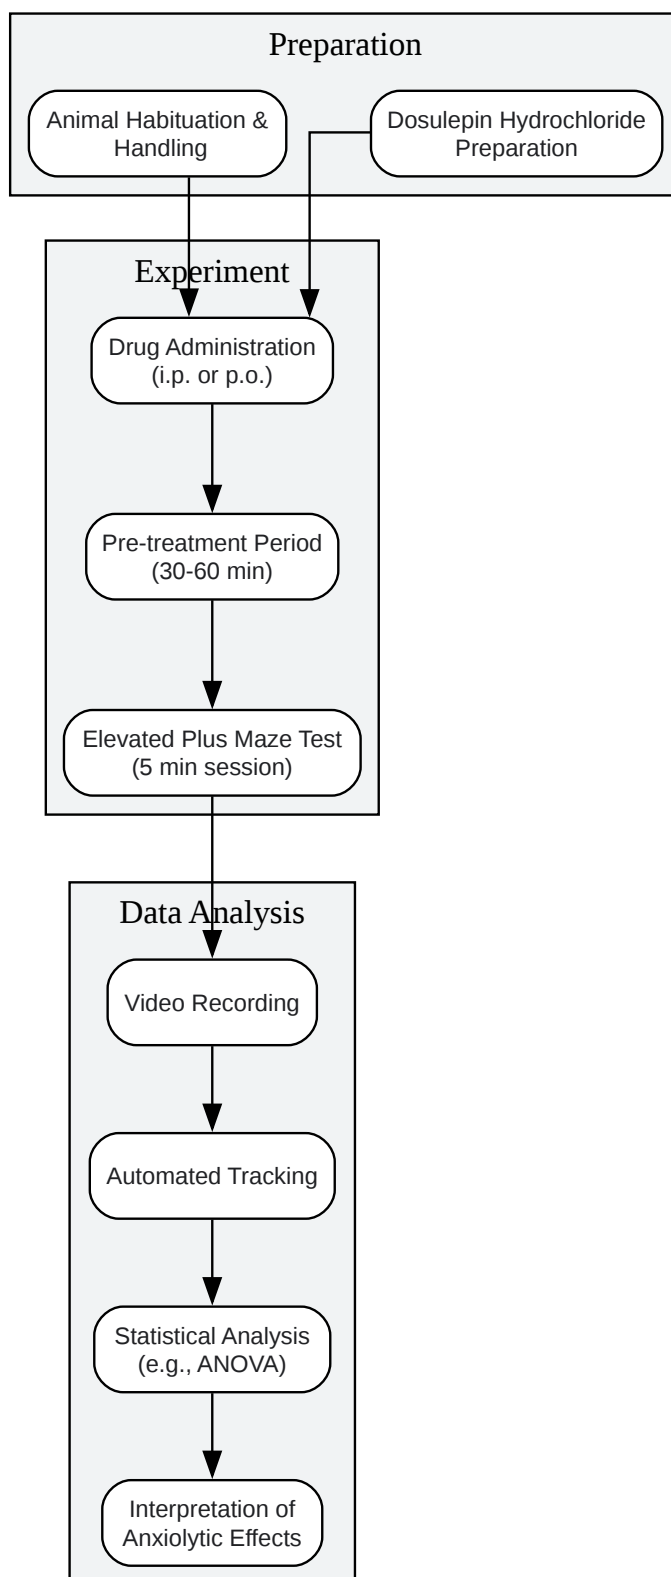 Preparation
Animal Habituation &
Handling
Dosulepin Hydrochloride
Preparation
Experiment
Drug Administration
(i.p. or p.o.)
Pre-treatment Period
(30-60 min)
Elevated Plus Maze Test
(5 min session)
Data Analysis
Video Recording
Automated Tracking
Statistical Analysis
(e.g., ANOVA)
Interpretation of
Anxiolytic Effects